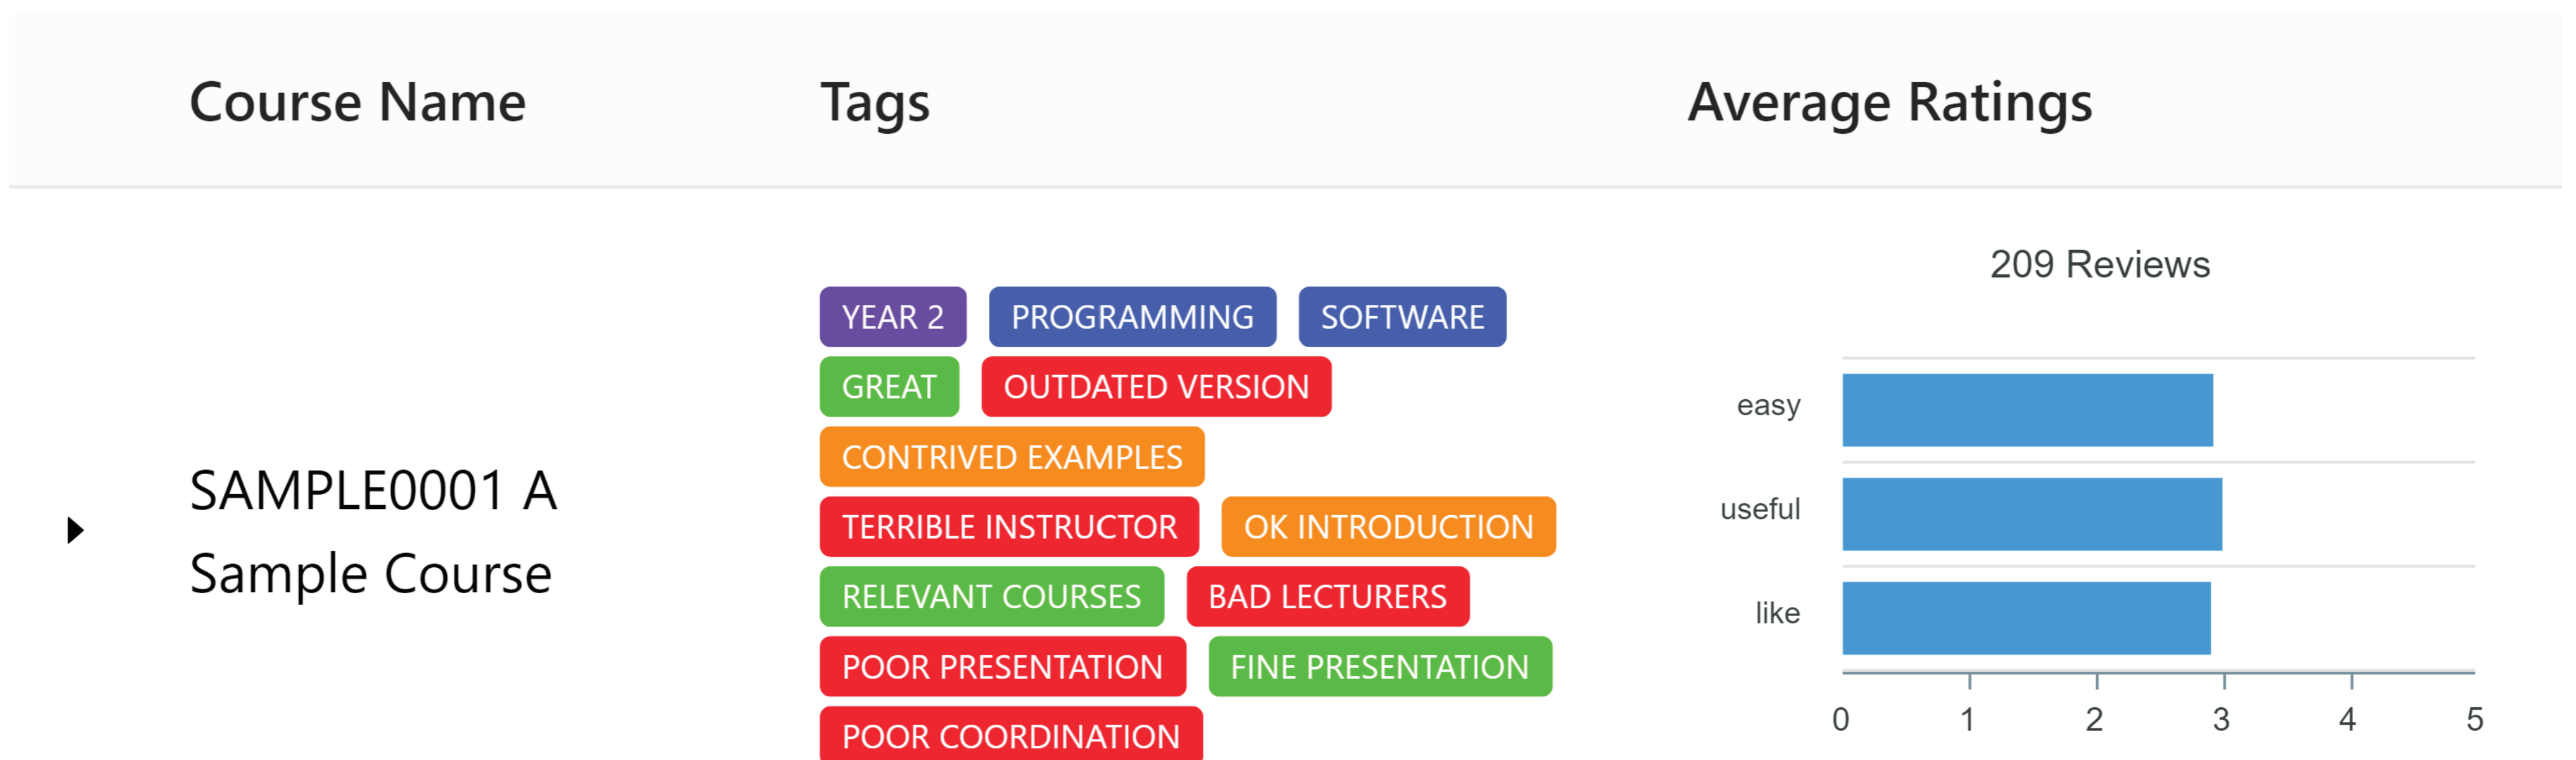 Course Name Tags Average Ratings
209 Reviews
YEAR 2 PROGRAMMING SOFTWARE
GREAT OUTDATED VERSION
CONTRIVED EXAMPLES
TERRIBLE INSTRUCTOR OK INTRODUCTION
RELEVANT COURSES BAD LECTURERS
POOR PRESENTATION FINE PRESENTATION
POOR COORDINATION
SAMPLE0001 A
Sample Course
easy
useful
like
0 1 2 3 4 5